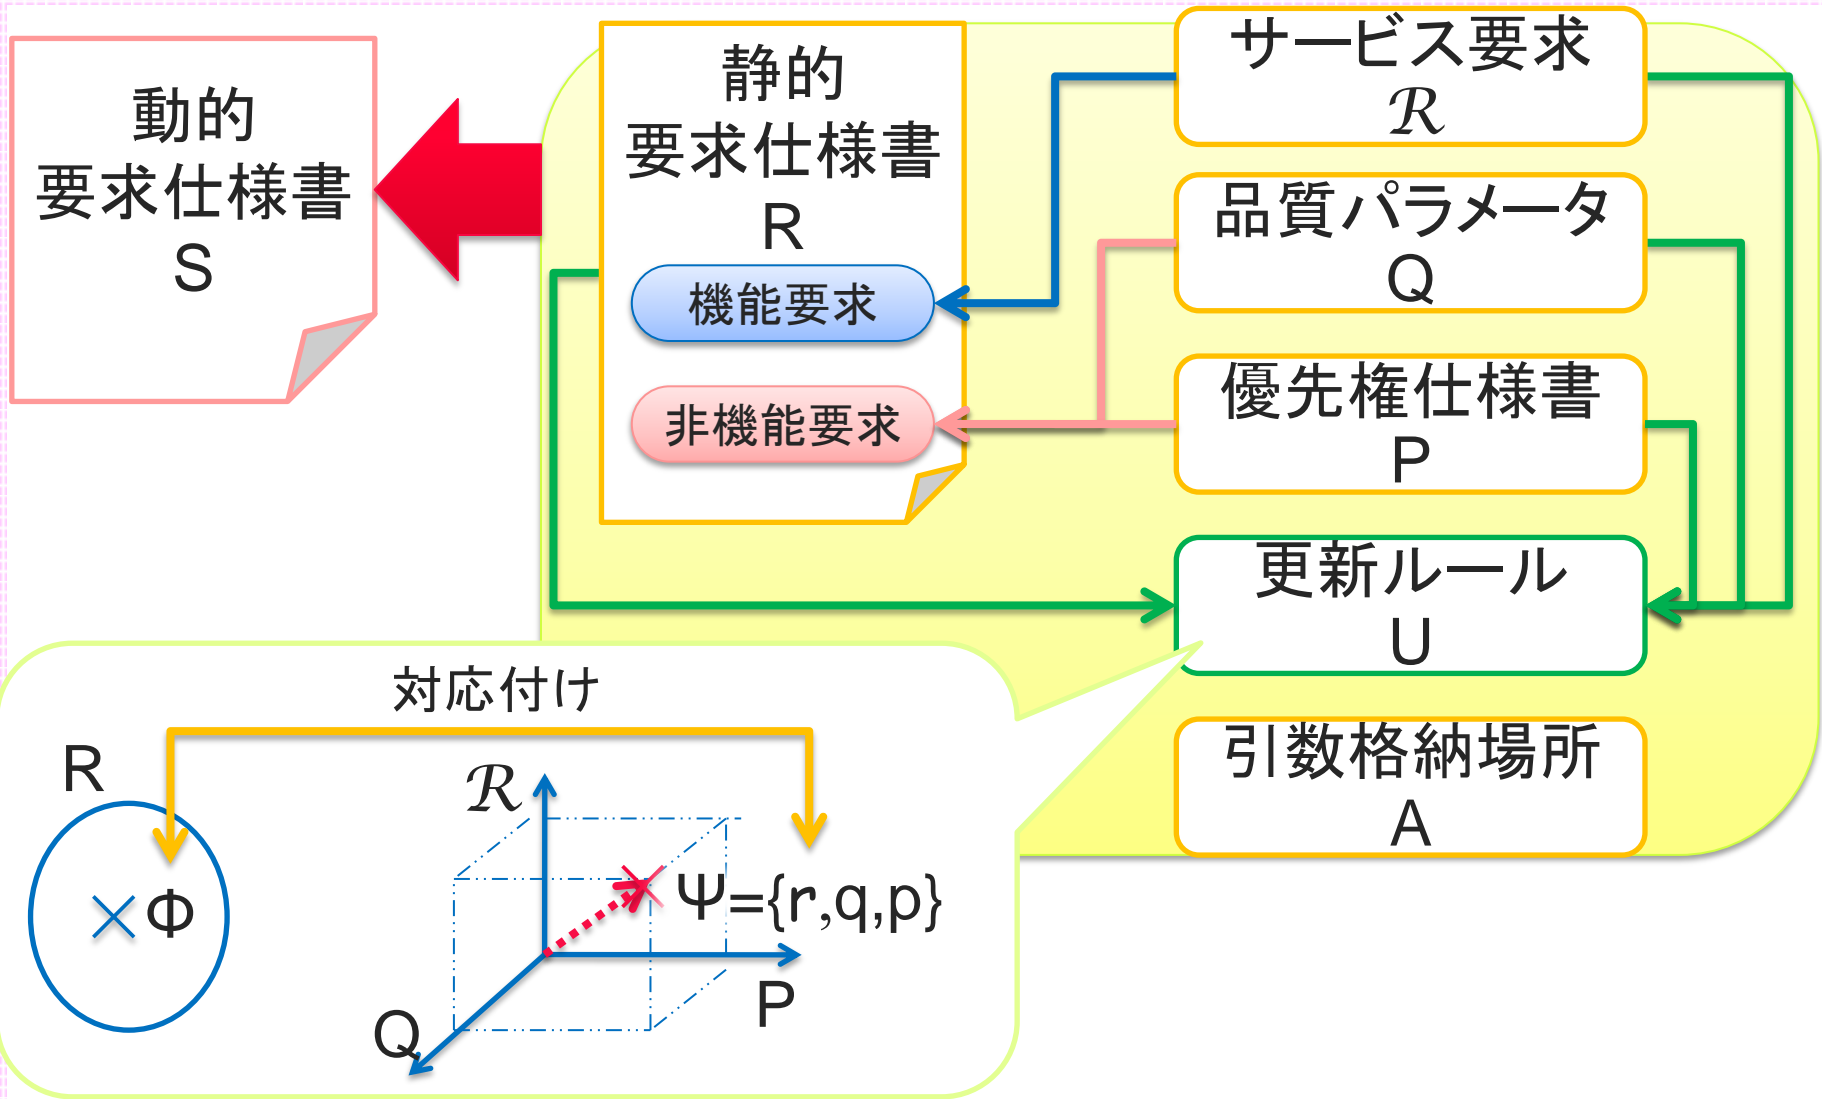 動的
要求仕様書
S
静的
要求仕様書
R
機能要求
非機能要求
サービス要求
ℛ
品質パラメータ
Q
優先権仕様書
P
更新ルール
U
引数格納場所
A
対応付け
R
Φ
ℛ
Ψ={r,q,p}
P
Q